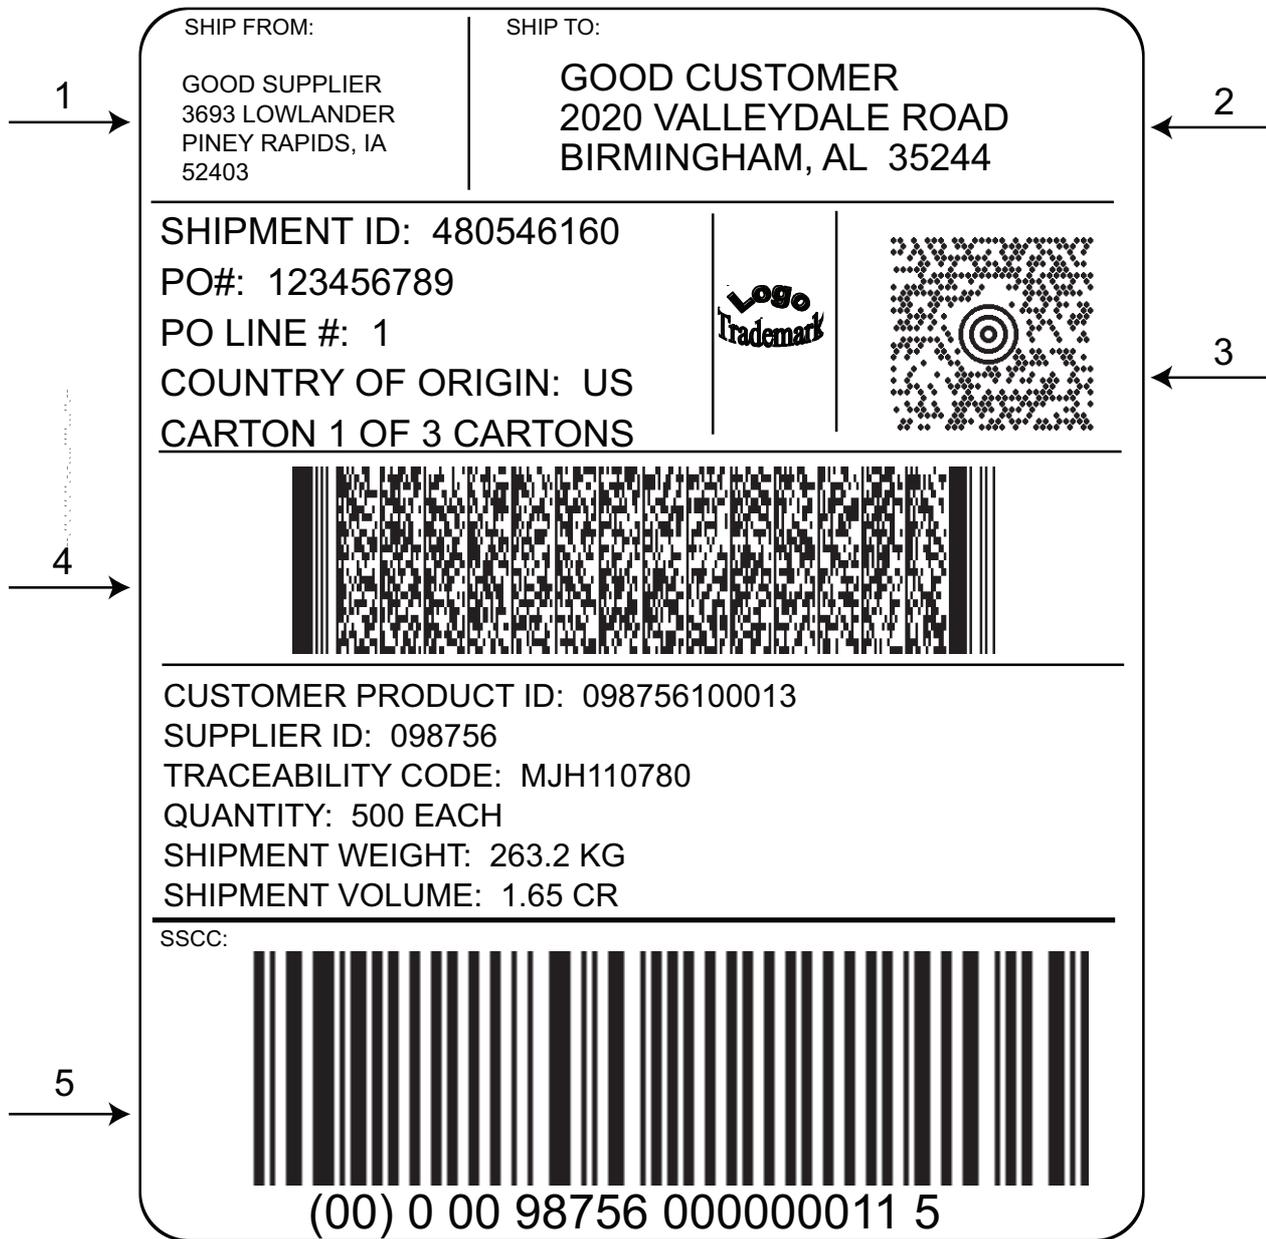 SHIP FROM:
SHIP TO:
GOOD SUPPLIER
3693 LOWLANDER
PINEY RAPIDS, IA
52403
GOOD CUSTOMER
2020 VALLEYDALE ROAD
BIRMINGHAM, AL  35244
1
2
SHIPMENT ID:  480546160
PO#:  123456789
PO LINE #:  1
COUNTRY OF ORIGIN:  US
CARTON 1 OF 3 CARTONS
Logo
Trademark
3
4
CUSTOMER PRODUCT ID:  098756100013
SUPPLIER ID:  098756
TRACEABILITY CODE:  MJH110780
QUANTITY:  500 EACH
SHIPMENT WEIGHT:  263.2 KG
SHIPMENT VOLUME:  1.65 CR
SSCC:
5
(00) 0 00 98756 000000011 5